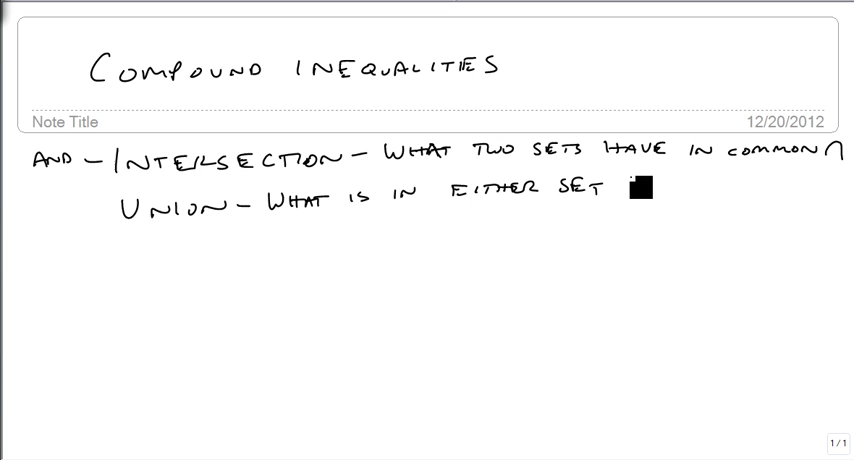 COMPOUND INEQUALITIES
Note Title
12/20/2012
AND - INTERSECTION - WHAT TWO SETS HAVE IN COMMON ∩
UNION - WHAT IS IN EITHER SET
1 / 1